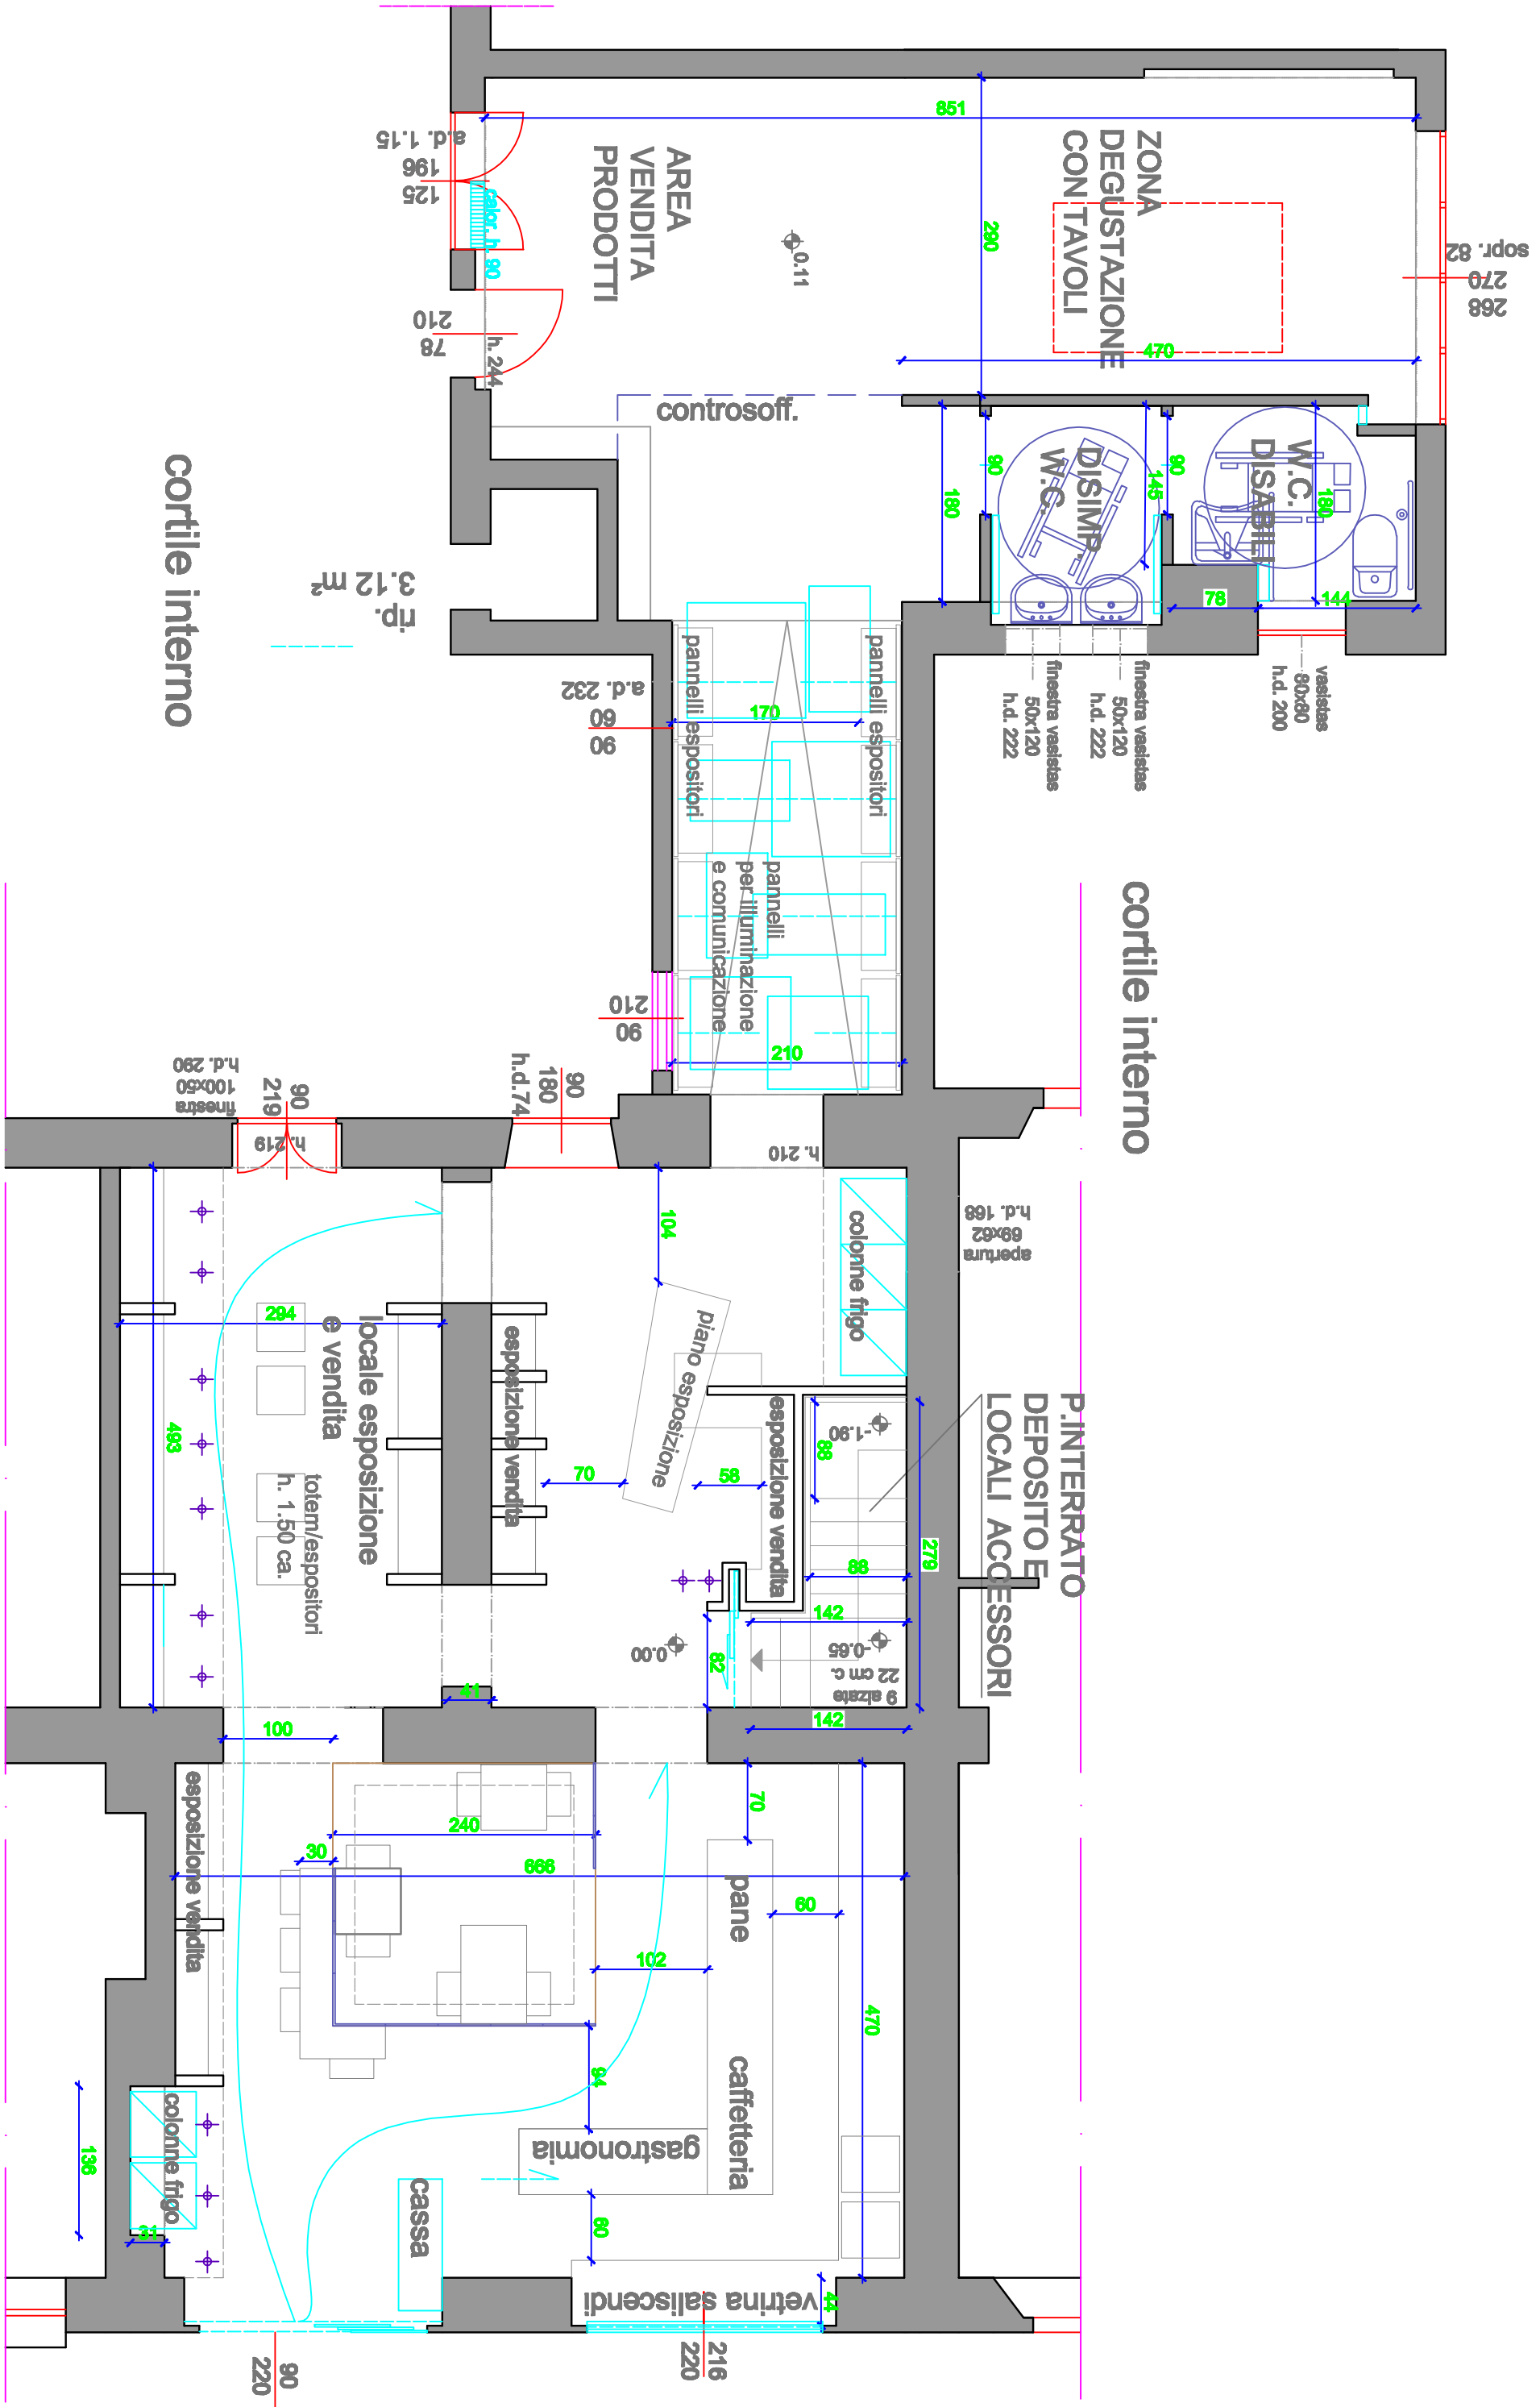 851
a.d. 1.15
196
125
calor. h. 90
AREA
VENDITA
PRODOTTI
ZONA
DEGUSTAZIONE
CON TAVOLI
290
0.11
sopr. 82
270
268
210
78
h. 244
470
controsoff.
W.C.
DISABILI
DISIMP.
W.C.
90
90
145
180
180
78
144
cortile interno
3.12 m²
rip.
vasistas
80x80
h.d. 200
finestra vasistas
50x120
h.d. 222
finestra vasistas
50x120
h.d. 222
a.d. 232
60
90
pannelli espositori
pannelli espositori
170
pannelli
per illuminazione
e comunicazione
cortile interno
210
90
210
finestra
100x50
h.d. 290
90
219
h. 219
90
180
h.d.74
h. 210
apertura
69x62
h.d. 168
104
colonne frigo
294
locale esposizione
e vendita
esposizione vendita
piano esposizione
esposizione vendita
P.INTERRATO
DEPOSITO E
LOCALI ACCESSORI
-1.90
88
493
totem/espositori
h. 1.50 ca.
70
58
88
279
142
0.00
82
-0.65
9 alzate
22 cm c.
41
100
142
70
esposizione vendita
240
30
666
pane
60
102
470
94
caffetteria
gastronomia
colonne frigo
136
31
cassa
60
vetrina saliscendi
44
90
220
216
220